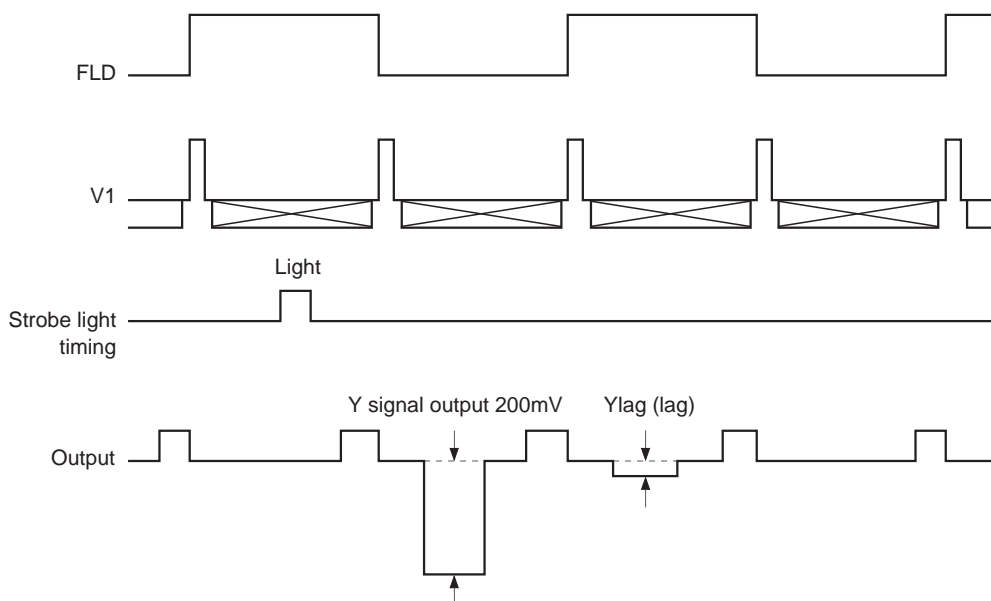 FLD
V1
Light
Strobe light
timing
Y signal output 200mV
Ylag (lag)
Output